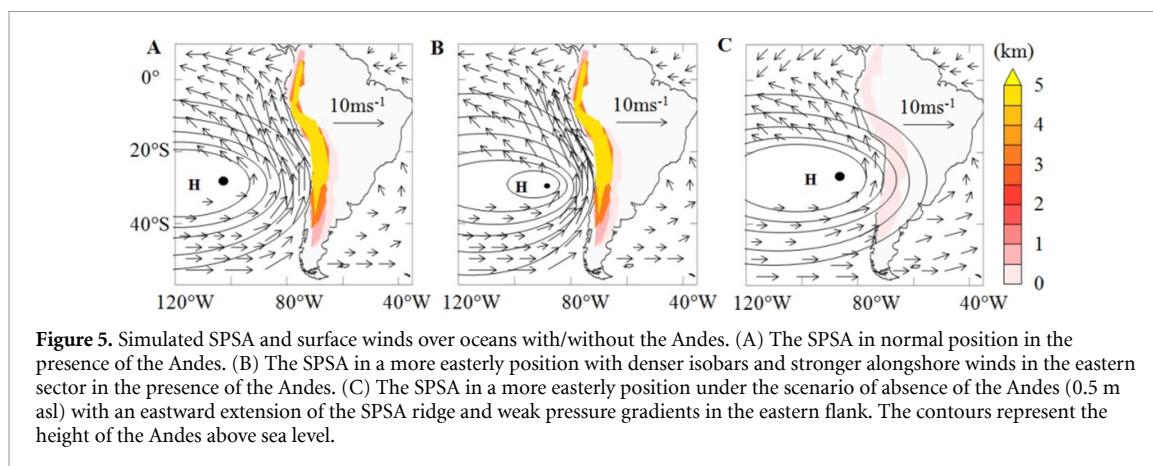 A
B
C
(km)
0°
20°S
40°S
10ms-1
10ms-1
10ms-1
H
H
H
5
4
3
2
1
0
120°W 80°W 40°W
120°W 80°W 40°W
120°W 80°W 40°W
Figure 5. Simulated SPSA and surface winds over oceans with/without the Andes. (A) The SPSA in normal position in the
presence of the Andes. (B) The SPSA in a more easterly position with denser isobars and stronger alongshore winds in the eastern
sector in the presence of the Andes. (C) The SPSA in a more easterly position under the scenario of absence of the Andes (0.5 m
asl) with an eastward extension of the SPSA ridge and weak pressure gradients in the eastern flank. The contours represent the
height of the Andes above sea level.